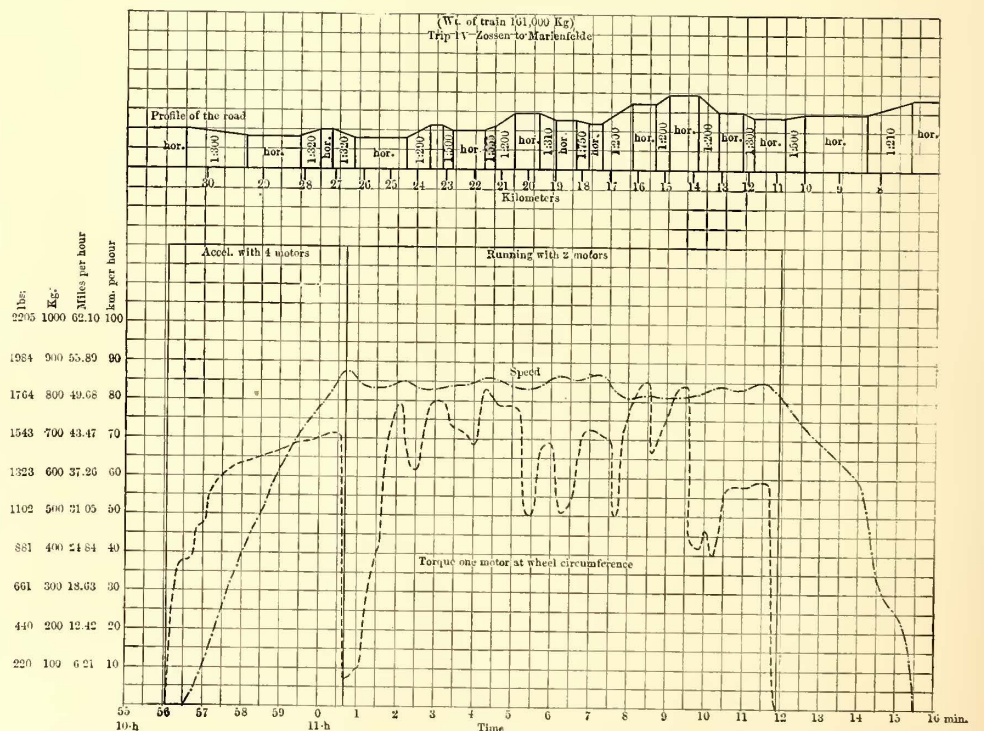 (Wt. of train 161,000 Kg)
Trip IV—Zossen to Marienfelde
Profile of the road
hor. 1:300 hor. 1:320 hor. 1:320 hor. 1:200 1:300 hor. 1:200 hor. 1:310 hor. 1:750 hor. 1:200 hor. 1:200 hor. 1:200 hor. 1:300 hor. 1:500 hor. 1:210 hor.
30 29 28 27 26 25 24 23 22 21 20 19 18 17 16 15 14 13 12 11 10 9 8
Kilometers
Accel. with 4 motors Running with 2 motors
lbs. Kg. Miles per hour km. per hour
2205 1000 62.10 100
1984 900 55.89 90
Speed
1764 800 49.68 80
1543 700 43.47 70
1323 600 37.26 60
1102 500 31.05 50
881 400 24.84 40
Torque one motor at wheel circumference
661 300 18.63 30
440 200 12.42 20
220 100 6.21 10
55 56 57 58 59 0 1 2 3 4 5 6 7 8 9 10 11 12 13 14 15 16 min.
10-h 11-h Time